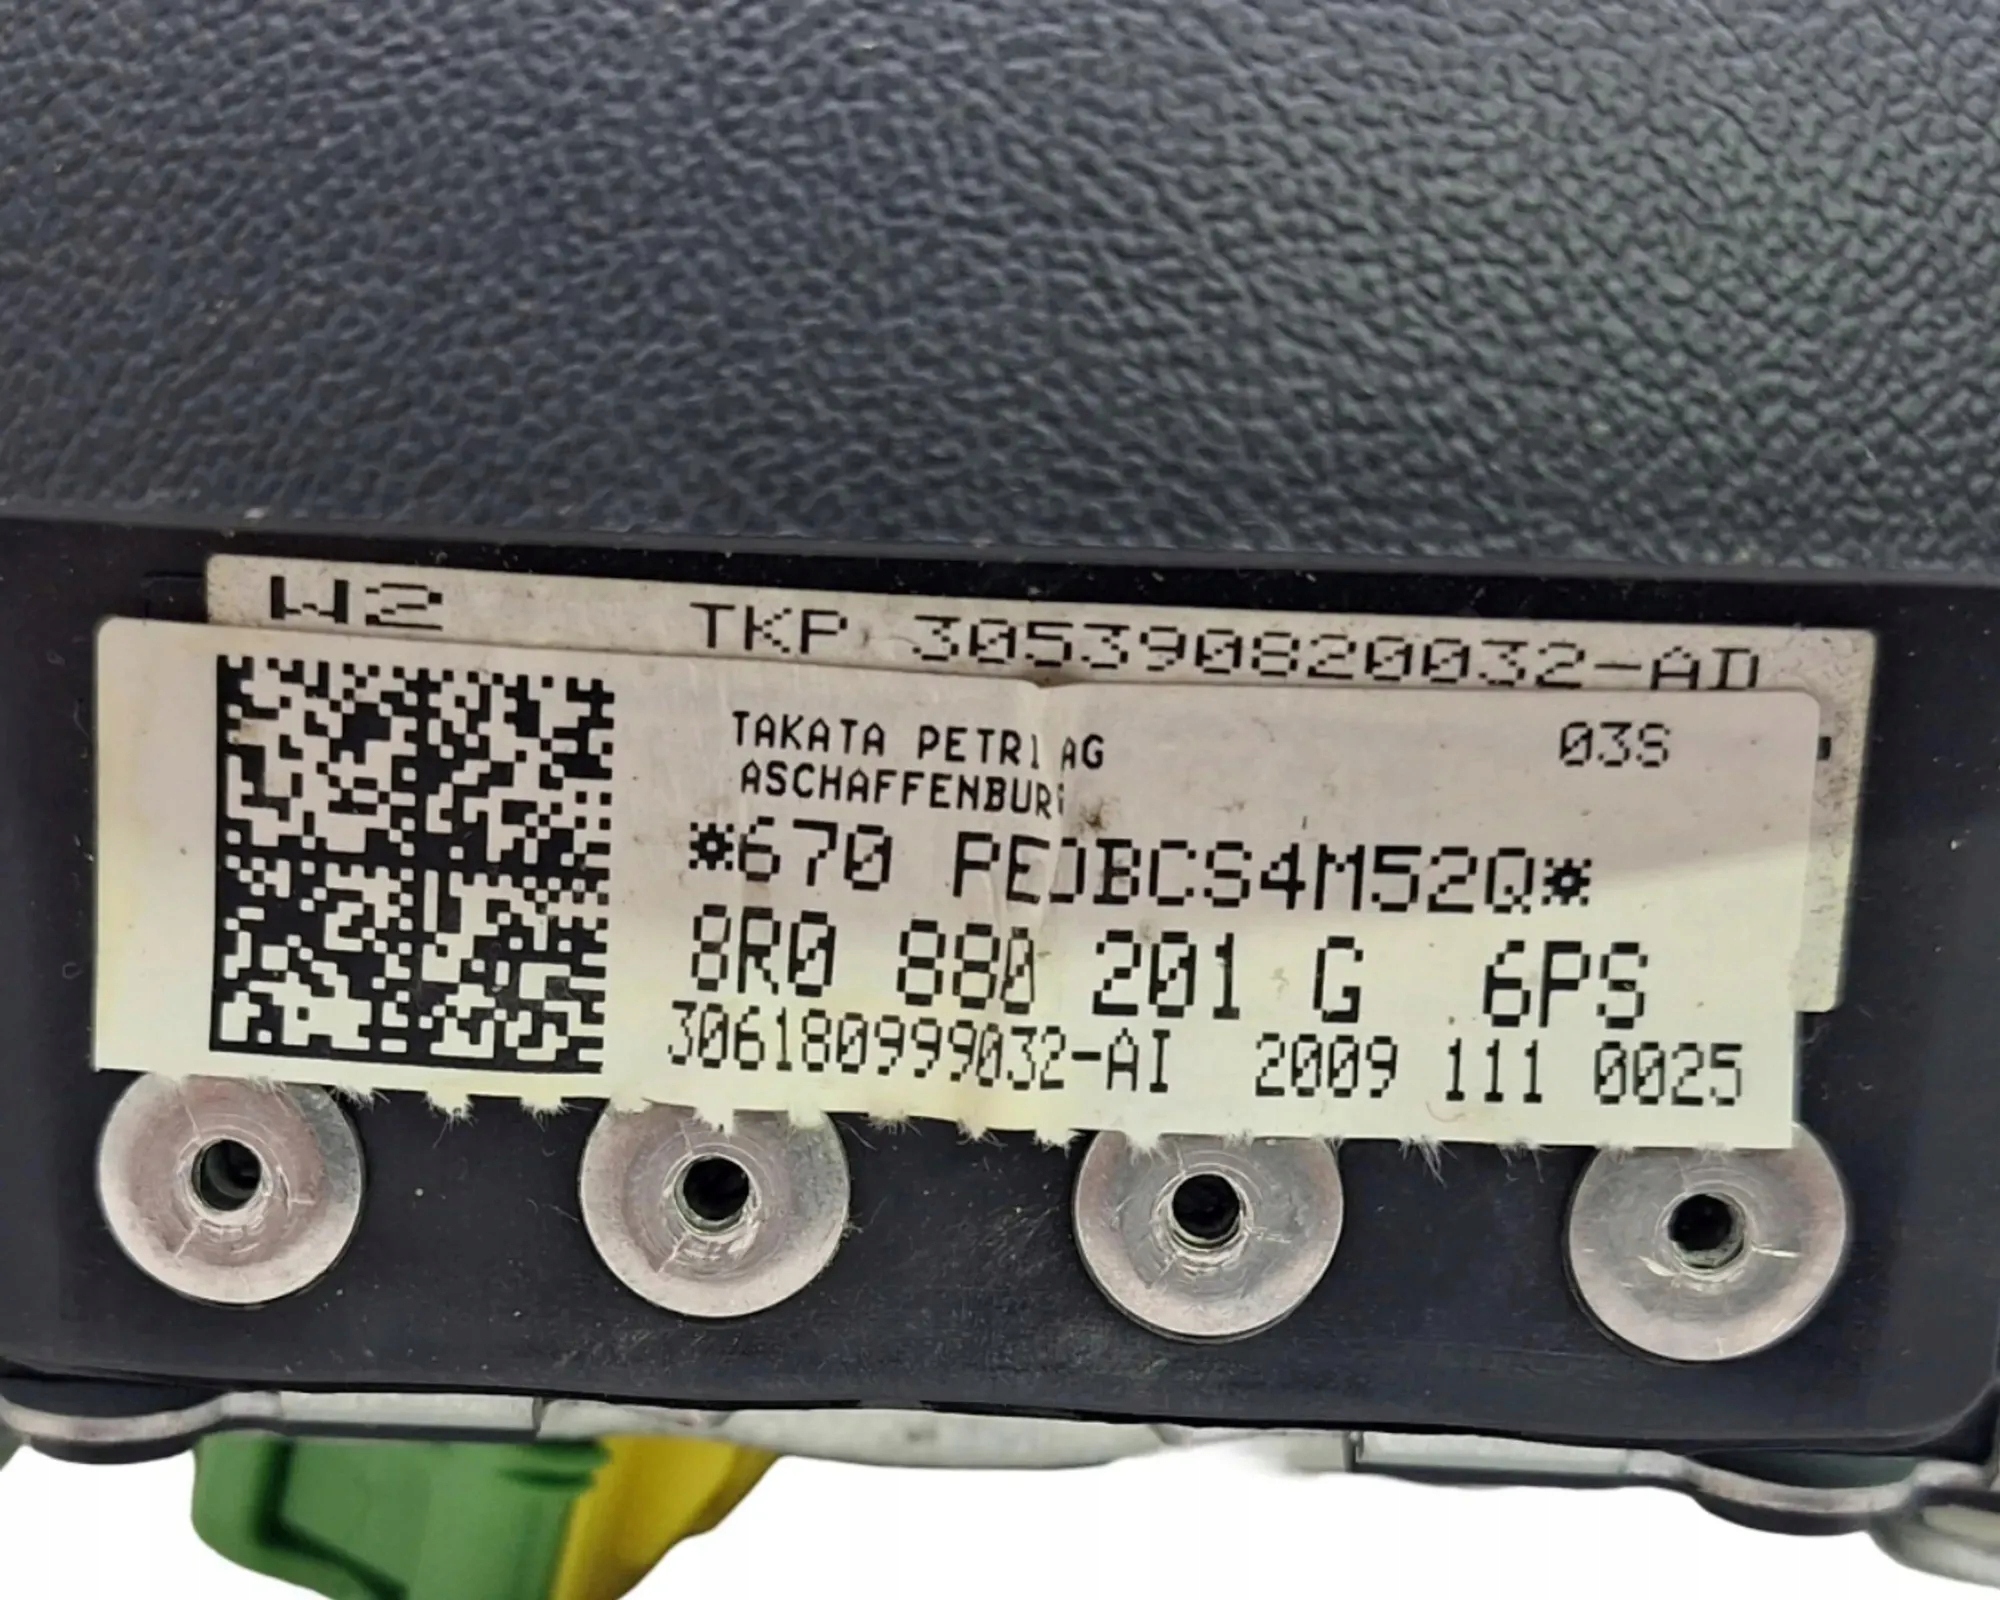 W2 TKP 305390820032-AD
TAKATA PETRI AG 03S
ASCHAFFENBURG
*670 PE0BCS4M52Q*
8R0 880 201 G 6PS
306180999032-AI 2009 111 0025